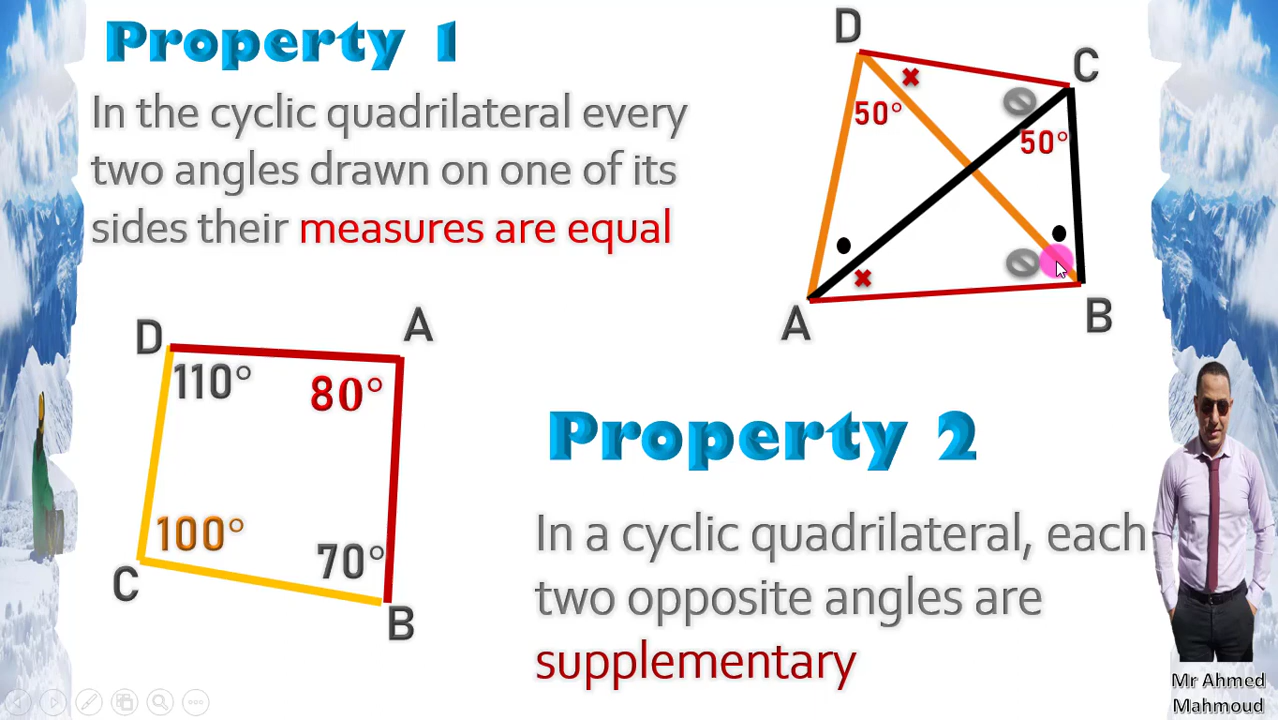 Property 1
In the cyclic quadrilateral every
two angles drawn on one of its
sides their measures are equal
D
C
50°
50°
A
B
D
A
110°
80°
100°
70°
C
B
Property 2
In a cyclic quadrilateral, each
two opposite angles are
supplementary
Mr Ahmed
Mahmoud